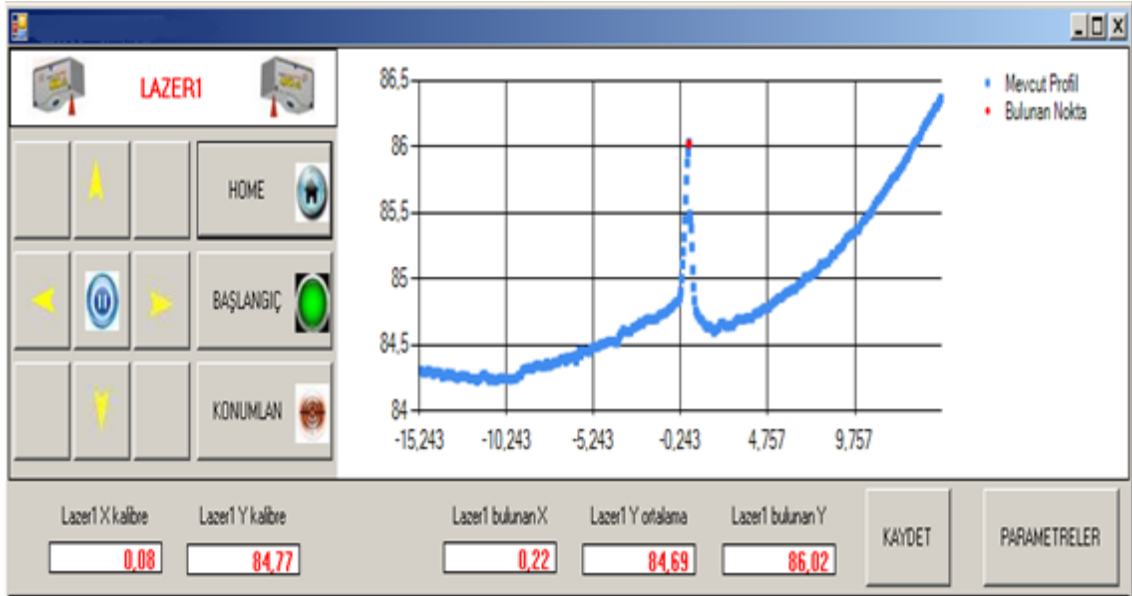 LAZER1
HOME
BAŞLANGIÇ
KONUMLAN
86,5
86
85,5
85
84,5
84
-15,243 -10,243 -5,243 -0,243 4,757 9,757
Mevcut Profil
Bulunan Nokta
Lazer1 X kalibre Lazer1 Y kalibre Lazer1 bulunan X Lazer1 Y ortalama Lazer1 bulunan Y
0,08 84,77 0,22 84,69 86,02
KAYDET
PARAMETRELER